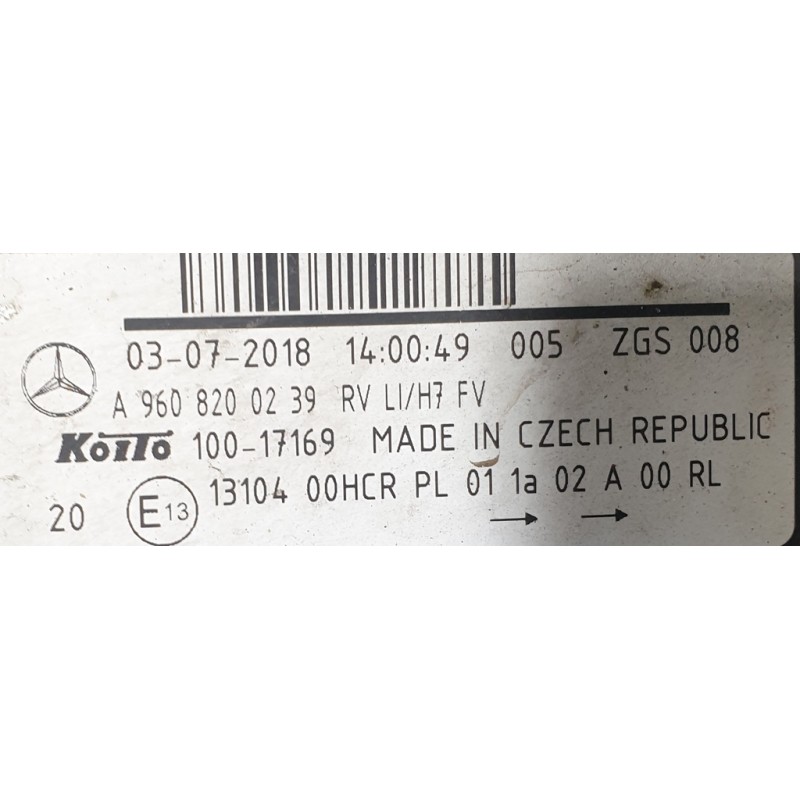 03-07-2018 14:00:49 005 ZGS 008
A 960 820 02 39 RV LI/H7 FV
KOITO 100-17169 MADE IN CZECH REPUBLIC
20 E13 13104 00HCR PL 01 1a 02 A 00 RL
→ →